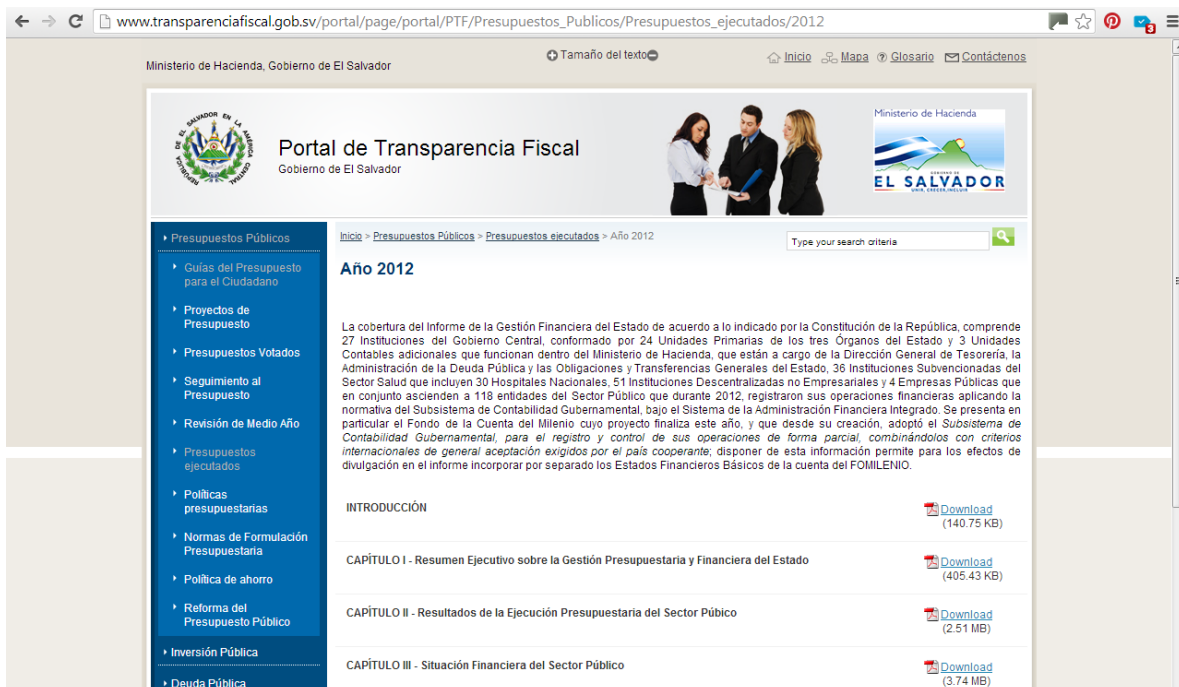 www.transparenciafiscal.gob.sv/portal/page/portal/PTF/Presupuestos_Publicos/Presupuestos_ejecutados/2012
3
Ministerio de Hacienda, Gobierno de El Salvador
Tamaño del texto
Inicio Mapa Glosario Contáctenos
REPÚBLICA DE EL SALVADOR EN LA AMÉRICA CENTRAL
Portal de Transparencia Fiscal
Gobierno de El Salvador
Ministerio de Hacienda
GOBIERNO DE
EL SALVADOR
UNIR, CRECER, INCLUIR
Presupuestos Públicos
Guías del Presupuesto
para el Ciudadano
Proyectos de
Presupuesto
Presupuestos Votados
Seguimiento al
Presupuesto
Revisión de Medio Año
Presupuestos
ejecutados
Políticas
presupuestarias
Normas de Formulación
Presupuestaria
Política de ahorro
Reforma del
Presupuesto Público
Inversión Pública
Deuda Pública
Inicio > Presupuestos Públicos > Presupuestos ejecutados > Año 2012
Type your search criteria
Año 2012
La cobertura del Informe de la Gestión Financiera del Estado de acuerdo a lo indicado por la Constitución de la República, comprende
27 Instituciones del Gobierno Central, conformado por 24 Unidades Primarias de los tres Órganos del Estado y 3 Unidades
Contables adicionales que funcionan dentro del Ministerio de Hacienda, que están a cargo de la Dirección General de Tesorería, la
Administración de la Deuda Pública y las Obligaciones y Transferencias Generales del Estado, 36 Instituciones Subvencionadas del
Sector Salud que incluyen 30 Hospitales Nacionales, 51 Instituciones Descentralizadas no Empresariales y 4 Empresas Públicas que
en conjunto ascienden a 118 entidades del Sector Público que durante 2012, registraron sus operaciones financieras aplicando la
normativa del Subsistema de Contabilidad Gubernamental, bajo el Sistema de la Administración Financiera Integrado. Se presenta en
particular el Fondo de la Cuenta del Milenio cuyo proyecto finaliza este año, y que desde su creación, adoptó el Subsistema de
Contabilidad Gubernamental, para el registro y control de sus operaciones de forma parcial, combinándolos con criterios
internacionales de general aceptación exigidos por el país cooperante; disponer de esta información permite para los efectos de
divulgación en el informe incorporar por separado los Estados Financieros Básicos de la cuenta del FOMILENIO.
INTRODUCCIÓN
Download
(140.75 KB)
CAPÍTULO I - Resumen Ejecutivo sobre la Gestión Presupuestaria y Financiera del Estado
Download
(405.43 KB)
CAPÍTULO II - Resultados de la Ejecución Presupuestaria del Sector Púbico
Download
(2.51 MB)
CAPÍTULO III - Situación Financiera del Sector Público
Download
(3.74 MB)